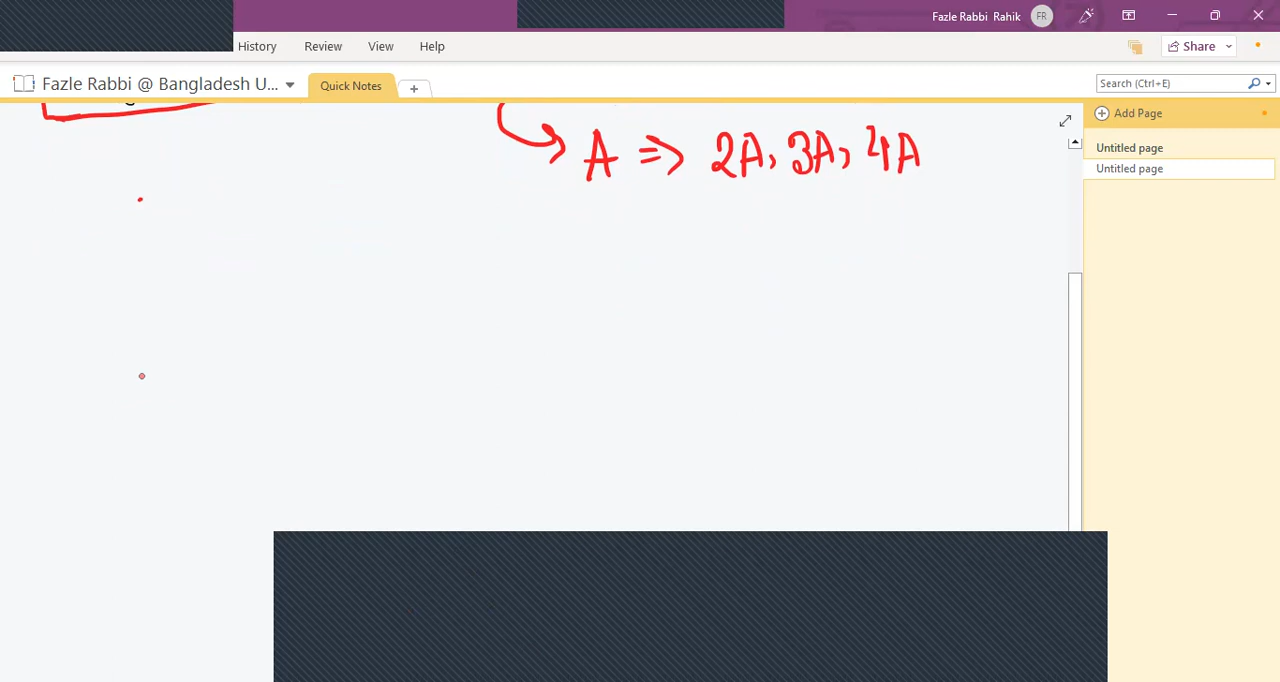 Fazle Rabbi Rahik FR
History Review View Help Share
Fazle Rabbi @ Bangladesh U... Quick Notes + Search (Ctrl+E)
Add Page
A ⇒ 2A, 3A, 4A
Untitled page
Untitled page